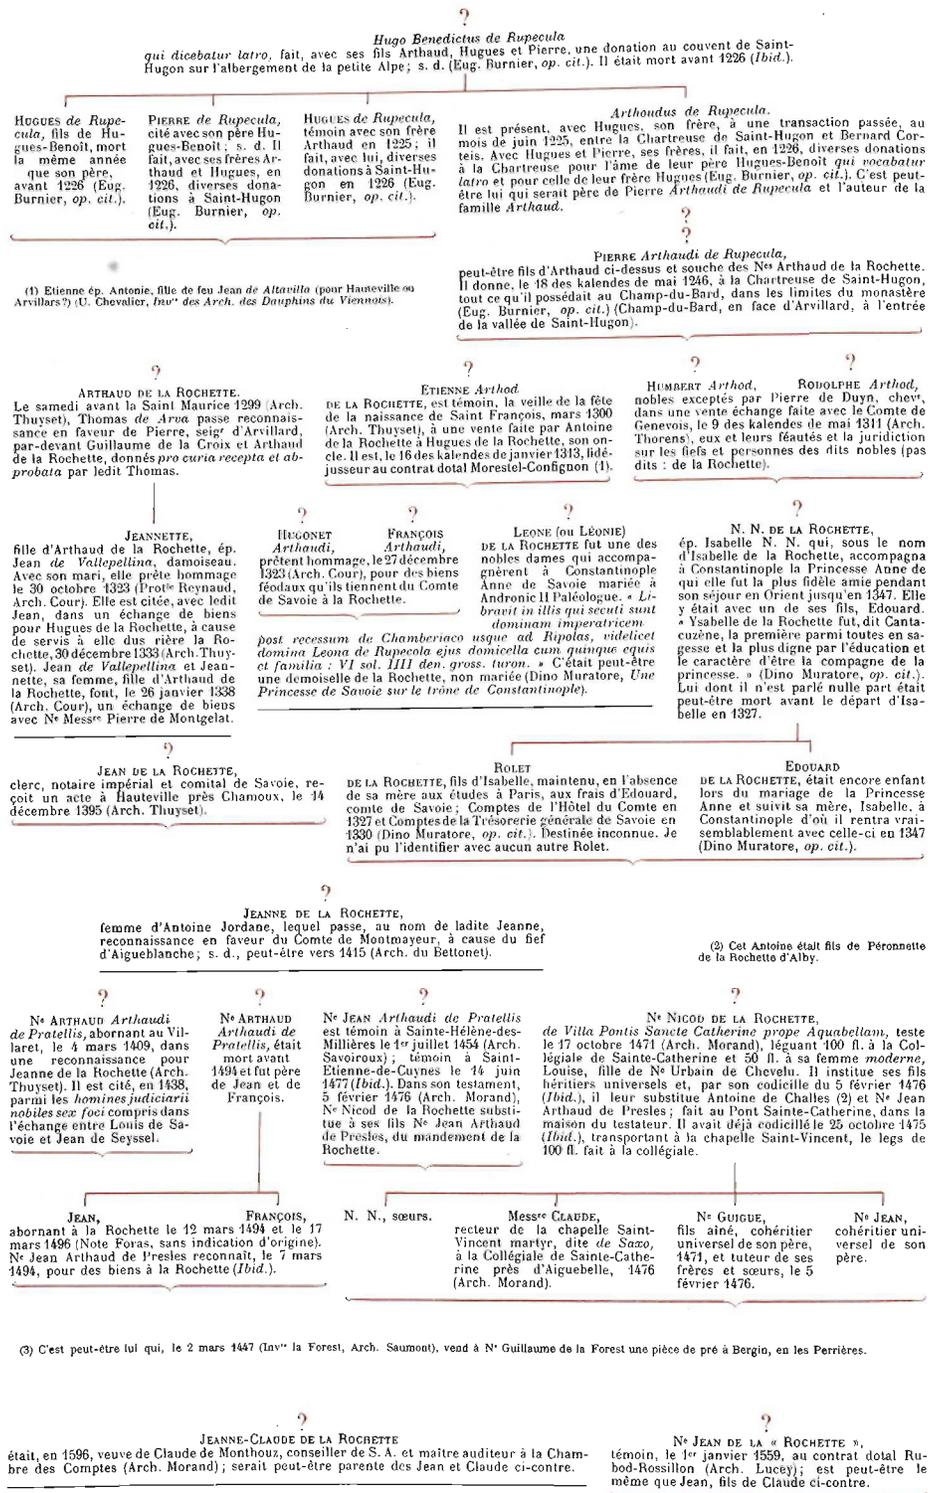 ?
Hugo Benedictus de Rupecula
qui dicebatur latro, fait, avec ses fils Arthaud, Hugues et Pierre, une donation au couvent de Saint-
Hugon sur l'albergement de la petite Alpe; s. d. (Eug. Burnier, op. cit.). Il était mort avant 1226 (Ibid.).
HUGUES de Rupe-
cula, fils de Hu-
gues-Benoît, mort
la même année
que son père,
avant 1226 (Eug.
Burnier, op. cit.).
PIERRE de Rupecula,
cité avec son père Hu-
gues-Benoît; s. d. Il
fait, avec ses frères Ar-
thaud et Hugues, en
1226, diverses dona-
tions à Saint-Hugon
(Eug. Burnier, op.
cit.).
HUGUES de Rupecula,
témoin avec son frère
Arthaud en 1225; il
fait, avec lui, diverses
donations à Saint-Hu-
gon en 1226 (Eug.
Burnier, op. cit.).
Arthoudus de Rupecula.
Il est présent, avec Hugues, son frère, à une transaction passée, au
mois de juin 1225, entre la Chartreuse de Saint-Hugon et Bernard Cor-
teis. Avec Hugues et Pierre, ses frères, il fait, en 1226, diverses donations
à la Chartreuse pour l'âme de leur père Hugues-Benoît qui vocabatur
latro et pour celle de leur frère Hugues (Eug. Burnier, op. cit.). C'est peut-
être lui qui serait père de Pierre Arthaudi de Rupecula et l'auteur de la
famille Arthaud.
?
?
PIERRE Arthaudi de Rupecula,
peut-être fils d'Arthaud ci-dessus et souche des Nes Arthaud de la Rochette.
Il donne, le 18 des kalendes de mai 1246, à la Chartreuse de Saint-Hugon,
tout ce qu'il possédait au Champ-du-Bard, dans les limites du monastère
(Eug. Burnier, op. cit.) (Champ-du-Bard, en face d'Arvillard, à l'entrée
de la vallée de Saint-Hugon).
(1) Etienne ép. Antonie, fille de feu Jean de Altavilla (pour Hauteville ou
Arvillars?) (U. Chevalier, Invre des Arch. des Dauphins du Viennois).
?
ARTHAUD DE LA ROCHETTE.
Le samedi avant la Saint Maurice 1299 (Arch.
Thuyset), Thomas de Arva passe reconnais-
sance en faveur de Pierre, seigr d'Arvillard,
par-devant Guillaume de la Croix et Arthaud
de la Rochette, donnés pro curia recepta et ab-
probata par ledit Thomas.
?
ETIENNE Arthod
DE LA ROCHETTE, est témoin, la veille de la fête
de la naissance de Saint François, mars 1300
(Arch. Thuyset), à une vente faite par Antoine
de la Rochette à Hugues de la Rochette, son on-
cle. Il est, le 16 des kalendes de janvier 1313, fidé-
jusseur au contrat dotal Morestel-Confignon (1).
?
?
HUMBERT Arthod,
RODOLPHE Arthod,
nobles exceptés par Pierre de Duyn, chevr,
dans une vente échange faite avec le Comte de
Genevois, le 9 des kalendes de mai 1311 (Arch.
Thorens), eux et leurs féautés et la juridiction
sur les fiefs et personnes des dits nobles (pas
dits : de la Rochette).
JEANNETTE,
fille d'Arthaud de la Rochette, ép.
Jean de Vallepellina, damoiseau.
Avec son mari, elle prête hommage
le 30 octobre 1323 (Protle Reynaud,
Arch. Cour). Elle est citée, avec ledit
Jean, dans un échange de biens
pour Hugues de la Rochette, à cause
de servis à elle dus rière la Ro-
chette, 30 décembre 1333 (Arch. Thuy-
set). Jean de Vallepellina et Jean-
nette, sa femme, fille d'Arthaud de
la Rochette, font, le 26 janvier 1338
(Arch. Cour), un échange de biens
avec Ne Messre Pierre de Montgelat.
?
?
HUGONET
Arthaudi,
FRANÇOIS
Arthaudi,
prêtent hommage, le 27 décembre
1323 (Arch. Cour), pour des biens
féodaux qu'ils tiennent du Comte
de Savoie à la Rochette.
?
LEONE (ou LÉONIE)
DE LA ROCHETTE fut une des
nobles dames qui accompa-
gnèrent à Constantinople
Anne de Savoie mariée à
Andronic II Paléologue. « Li-
bravit in illis qui secuti sunt
dominam imperatricem
post recessum de Chamberiaco usque ad Ripolas, videlicet
domina Leona de Rupecola ejus domicella cum quinque equis
et familia : VI sol. IIII den. gross. turon. » C'était peut-être
une demoiselle de la Rochette, non mariée (Dino Muratore, Une
Princesse de Savoie sur le trône de Constantinople).
?
N. N. DE LA ROCHETTE,
ép. Isabelle N. N. qui, sous le nom
d'Isabelle de la Rochette, accompagna
à Constantinople la Princesse Anne de
qui elle fut la plus fidèle amie pendant
son séjour en Orient jusqu'en 1347. Elle
y était avec un de ses fils, Edouard.
« Ysabelle de la Rochette fut, dit Canta-
cuzène, la première parmi toutes en sa-
gesse et la plus digne par l'éducation et
le caractère d'être la compagne de la
princesse. » (Dino Muratore, op. cit.).
Lui dont il n'est parlé nulle part était
peut-être mort avant le départ d'Isa-
belle en 1327.
?
JEAN DE LA ROCHETTE,
clerc, notaire impérial et comital de Savoie, re-
çoit un acte à Hauteville près Chamoux, le 14
décembre 1395 (Arch. Thuyset).
ROLET
DE LA ROCHETTE, fils d'Isabelle, maintenu, en l'absence
de sa mère aux études à Paris, aux frais d'Edouard,
comte de Savoie; Comptes de l'Hôtel du Comte en
1327 et Comptes de la Trésorerie générale de Savoie en
1330 (Dino Muratore, op. cit.). Destinée inconnue. Je
n'ai pu l'identifier avec aucun autre Rolet.
EDOUARD
DE LA ROCHETTE, était encore enfant
lors du mariage de la Princesse
Anne et suivit sa mère, Isabelle, à
Constantinople d'où il rentra vrai-
semblablement avec celle-ci en 1347
(Dino Muratore, op. cit.).
?
JEANNE DE LA ROCHETTE,
femme d'Antoine Jordane, lequel passe, au nom de ladite Jeanne,
reconnaissance en faveur du Comte de Montmayeur, à cause du fief
d'Aigueblanche; s. d., peut-être vers 1415 (Arch. du Bettonet).
(2) Cet Antoine était fils de Péronnette
de la Rochette d'Alby.
?
Ne ARTHAUD Arthaudi
de Pratellis, abornant au Vil-
laret, le 4 mars 1409, dans
une reconnaissance pour
Jeanne de la Rochette (Arch.
Thuyset). Il est cité, en 1438,
parmi les homines judiciarii
nobiles sex foci compris dans
l'échange entre Louis de Sa-
voie et Jean de Seyssel.
?
Ne ARTHAUD
Arthaudi de
Pratellis, était
mort avant
1494 et fut père
de Jean et de
François.
?
Ne JEAN Arthaudi de Pratellis
est témoin à Sainte-Hélène-des-
Millières le 1er juillet 1454 (Arch.
Savoiroux); témoin à Saint-
Etienne-de-Cuynes le 14 juin
1477 (Ibid.). Dans son testament,
5 février 1476 (Arch. Morand),
Ne Nicod de la Rochette substi-
tue à ses fils Ne Jean Arthaud
de Presles, du mandement de la
Rochette.
?
Ne NICOD DE LA ROCHETTE,
de Villa Pontis Sancte Catherine prope Aquabellam, teste
le 17 octobre 1471 (Arch. Morand), léguant 100 fl. à la Col-
légiale de Sainte-Catherine et 50 fl. à sa femme moderne,
Louise, fille de Ne Urbain de Chevelu. Il institue ses fils
héritiers universels et, par son codicille du 5 février 1476
(Ibid.), il leur substitue Antoine de Challes (2) et Ne Jean
Arthaud de Presles; fait au Pont Sainte-Catherine, dans la
maison du testateur. Il avait déjà codicillé le 25 octobre 1475
(Ibid.), transportant à la chapelle Saint-Vincent, le legs de
100 fl. fait à la collégiale.
JEAN,
FRANÇOIS,
abornant à la Rochette le 12 mars 1494 et le 17
mars 1496 (Note Foras, sans indication d'origine).
Ne Jean Arthaud de Presles reconnaît, le 7 mars
1494, pour des biens à la Rochette (Ibid.).
N. N., sœurs.
Messre CLAUDE,
recteur de la chapelle Saint-
Vincent martyr, dite de Saxo,
à la Collégiale de Sainte-Cathe-
rine près d'Aiguebelle, 1476
(Arch. Morand).
Ne GUIGUE,
fils aîné, cohéritier
universel de son père,
1471, et tuteur de ses
frères et sœurs, le 5
février 1476.
Ne JEAN,
cohéritier uni-
versel de son
père.
(3) C'est peut-être lui qui, le 2 mars 1447 (Invre la Forest, Arch. Saumont), vend à Ne Guillaume de la Forest une pièce de pré à Bergin, en les Perrières.
?
JEANNE-CLAUDE DE LA ROCHETTE
était, en 1596, veuve de Claude de Monthouz, conseiller de S. A. et maître auditeur à la Cham-
bre des Comptes (Arch. Morand); serait peut-être parente des Jean et Claude ci-contre.
?
Ne JEAN DE LA « ROCHETTE »,
témoin, le 1er janvier 1559, au contrat dotal Ru-
bod-Rossillon (Arch. Lucey); est peut-être le
même que Jean, fils de Claude ci-contre.